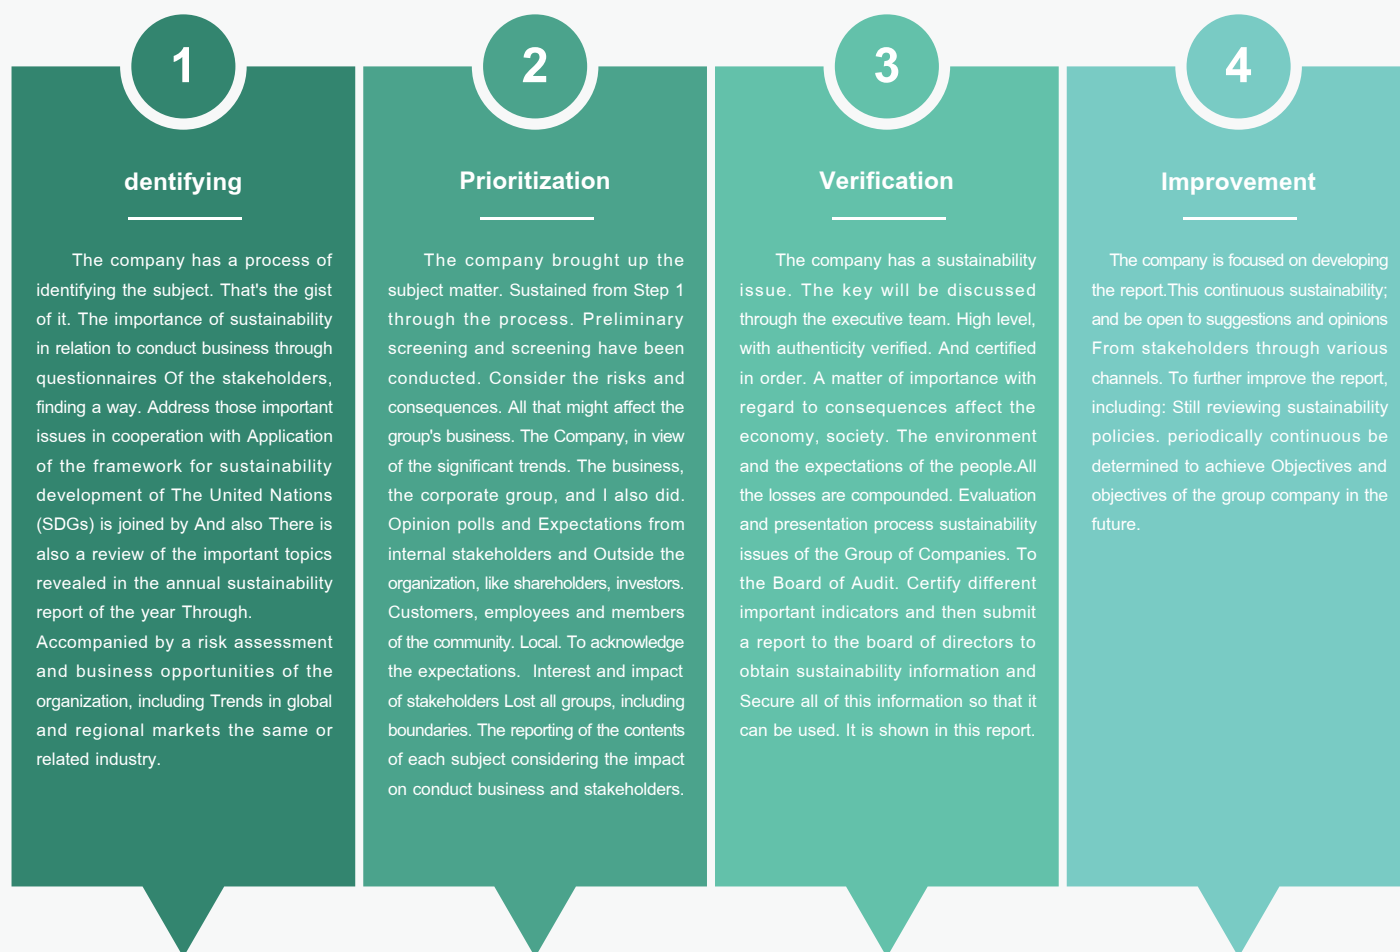 1
dentifying
The company has a process of
identifying the subject. That's the gist
of it. The importance of sustainability
in relation to conduct business through
questionnaires Of the stakeholders,
finding a way. Address those important
issues in cooperation with Application
of the framework for sustainability
development of The United Nations
(SDGs) is joined by And also There is
also a review of the important topics
revealed in the annual sustainability
report of the year Through.
Accompanied by a risk assessment
and business opportunities of the
organization, including Trends in global
and regional markets the same or
related industry.
2
Prioritization
The company brought up the
subject matter. Sustained from Step 1
through the process. Preliminary
screening and screening have been
conducted. Consider the risks and
consequences. All that might affect the
group's business. The Company, in view
of the significant trends. The business,
the corporate group, and I also did.
Opinion polls and Expectations from
internal stakeholders and Outside the
organization, like shareholders, investors.
Customers, employees and members
of the community. Local. To acknowledge
the expectations.  Interest and impact
of stakeholders Lost all groups, including
boundaries. The reporting of the contents
of each subject considering the impact
on conduct business and stakeholders.
3
Verification
The company has a sustainability
issue. The key will be discussed
through the executive team. High level,
with authenticity verified. And certified
in order. A matter of importance with
regard to consequences affect the
economy, society. The environment
and the expectations of the people.All
the losses are compounded. Evaluation
and presentation process sustainability
issues of the Group of Companies. To
the Board of Audit. Certify different
important indicators and then submit
a report to the board of directors to
obtain sustainability information and
Secure all of this information so that it
can be used. It is shown in this report.
4
Improvement
The company is focused on developing
the report.This continuous sustainability;
and be open to suggestions and opinions
From stakeholders through various
channels. To further improve the report,
including: Still reviewing sustainability
policies. periodically continuous be
determined to achieve Objectives and
objectives of the group company in the
future.